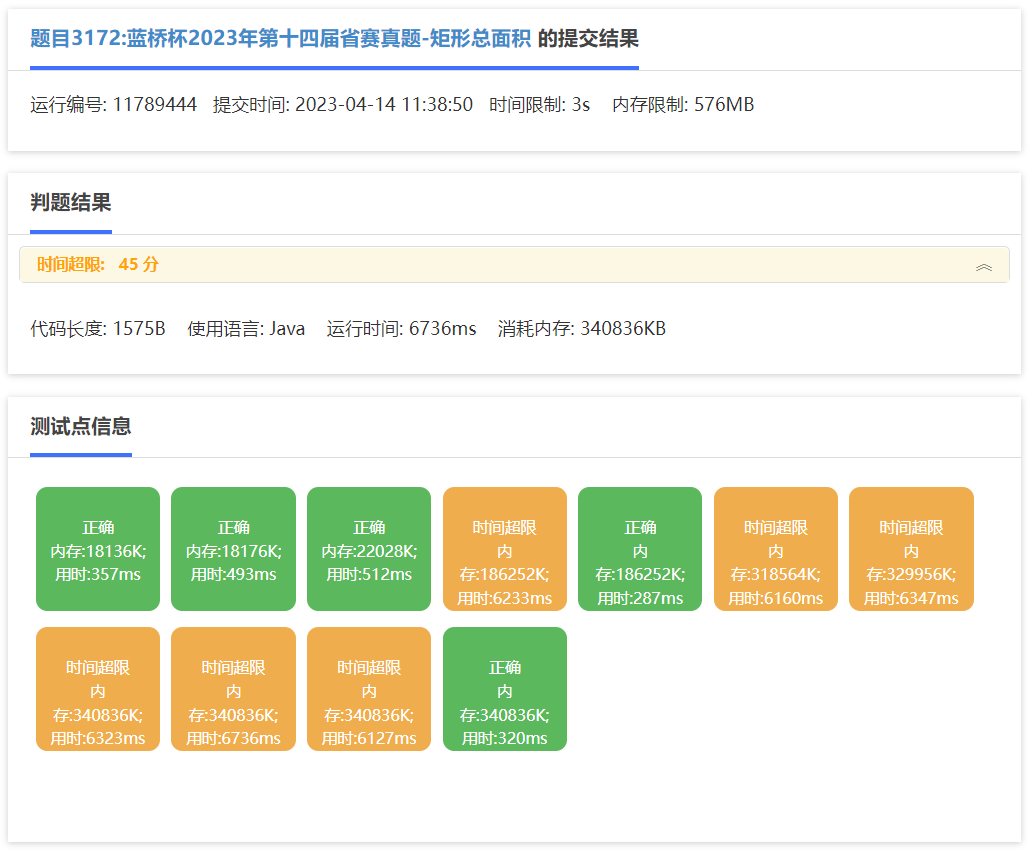 题目3172:蓝桥杯2023年第十四届省赛真题-矩形总面积 的提交结果
运行编号: 11789444 提交时间: 2023-04-14 11:38:50 时间限制: 3s 内存限制: 576MB
判题结果
时间超限: 45 分
代码长度: 1575B 使用语言: Java 运行时间: 6736ms 消耗内存: 340836KB
测试点信息
正确
内存:18136K;
用时:357ms
正确
内存:18176K;
用时:493ms
正确
内存:22028K;
用时:512ms
时间超限
内
存:186252K;
用时:6233ms
正确
内
存:186252K;
用时:287ms
时间超限
内
存:318564K;
用时:6160ms
时间超限
内
存:329956K;
用时:6347ms
时间超限
内
存:340836K;
用时:6323ms
时间超限
内
存:340836K;
用时:6736ms
时间超限
内
存:340836K;
用时:6127ms
正确
内
存:340836K;
用时:320ms